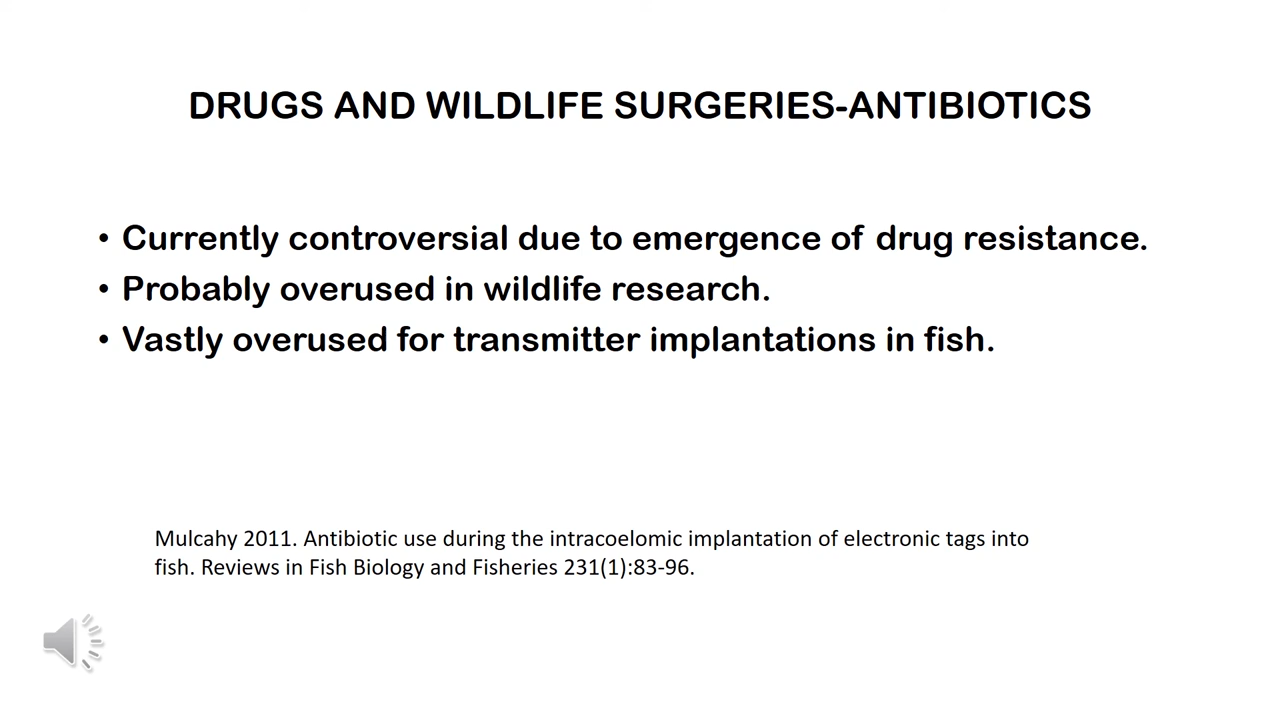 DRUGS AND WILDLIFE SURGERIES-ANTIBIOTICS
• Currently controversial due to emergence of drug resistance.
• Probably overused in wildlife research.
• Vastly overused for transmitter implantations in fish.
Mulcahy 2011. Antibiotic use during the intracoelomic implantation of electronic tags into
fish. Reviews in Fish Biology and Fisheries 231(1):83-96.